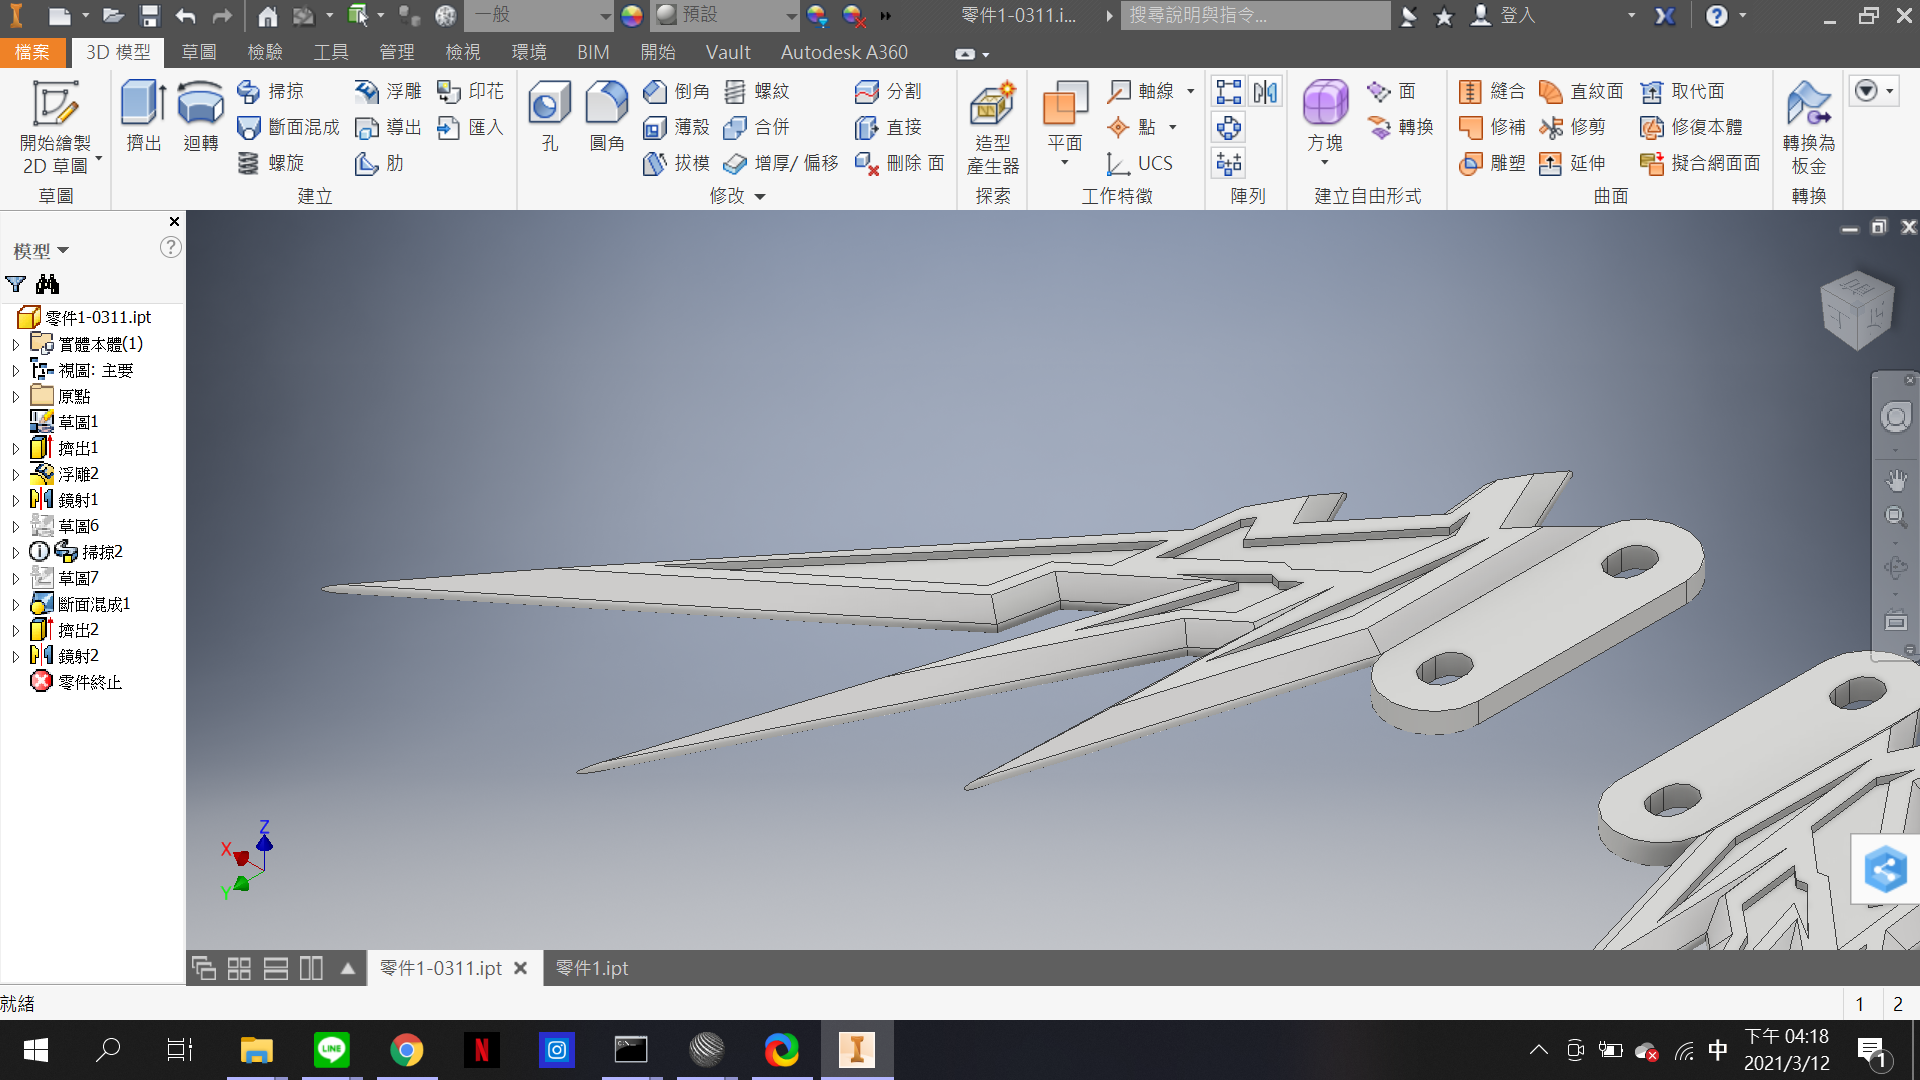 一般
預設
零件1-0311.i...
搜尋說明與指令...
登入
檔案
3D 模型
草圖
檢驗
工具
管理
檢視
環境
BIM
開始
Vault
Autodesk A360
開始繪製
2D 草圖
草圖
擠出
迴轉
掃掠
斷面混成
螺旋
浮雕
導出
肋
印花
匯入
建立
孔
圓角
倒角
薄殼
拔模
螺紋
合併
增厚/ 偏移
分割
直接
刪除 面
修改
造型
產生器
探索
平面
軸線
點
UCS
工作特徵
陣列
方塊
面
轉換
建立自由形式
縫合
修補
雕塑
直紋面
修剪
延伸
取代面
修復本體
擬合網面面
曲面
轉換為
板金
轉換
模型
零件1-0311.ipt
實體本體(1)
視圖: 主要
原點
草圖1
擠出1
浮雕2
鏡射1
草圖6
掃掠2
草圖7
斷面混成1
擠出2
鏡射2
零件終止
Z
X
Y
零件1-0311.ipt
零件1.ipt
就緒
1
2
LINE
N
中
下午 04:18
2021/3/12
1